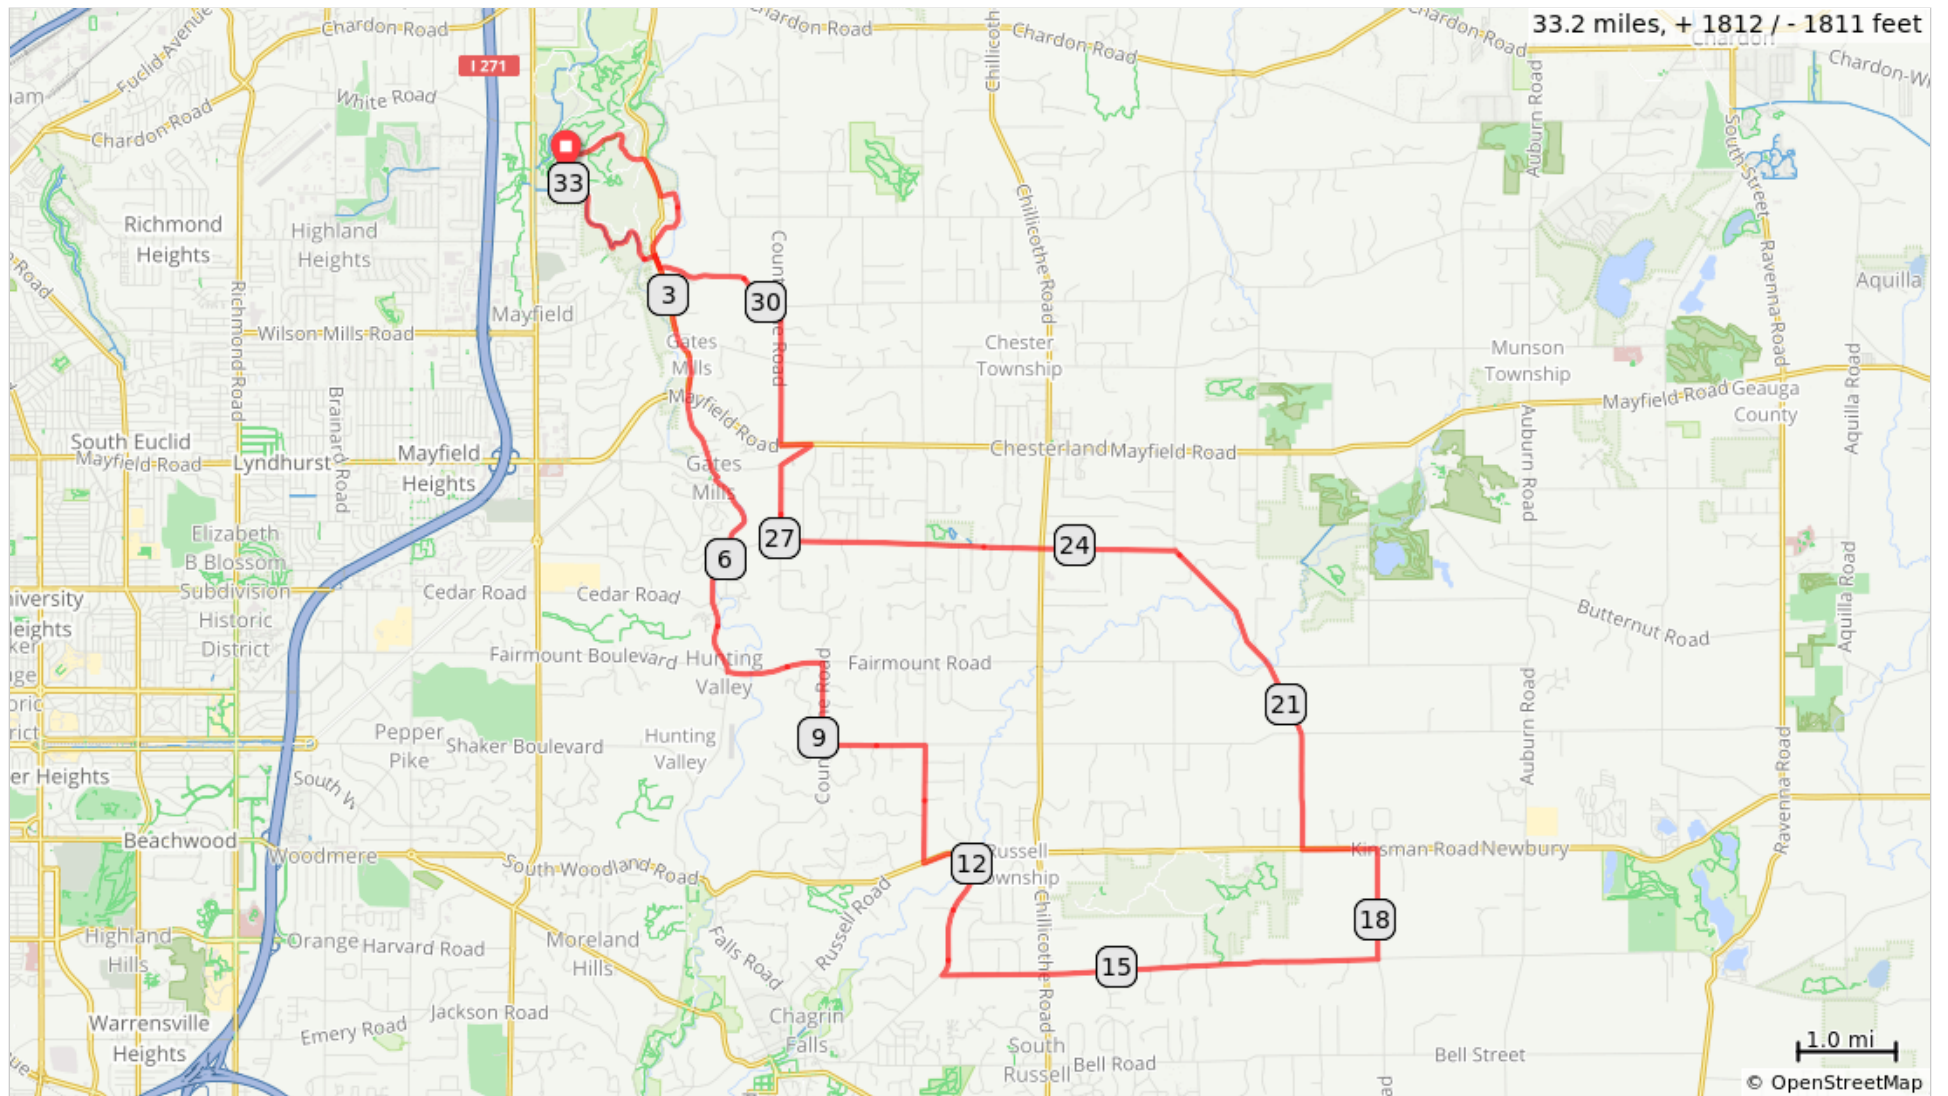 33.2 miles, + 1812 / - 1811 feet
Euclid Avenue
Chardon Road
Chardon Road
Chardon Road
Chardon Road
Chardon
I 271
White Road
Chardon Road
Auburn Road
South Street
Richmond
Heights
Highland
Heights
33
Chillicothe Road
Ravenna Road
Aquilla
Richmond Road
Mayfield
3
30
Wilson Mills Road
Gates
Mills
Chester
Township
Munson
Township
Mayfield Road
Geauga
County
Aquilla Road
Brainard Road
Mayfield Road
South Euclid
Mayfield Road
Lyndhurst
Mayfield
Heights
Gates
Mills
Chesterland
Mayfield Road
Auburn Road
Elizabeth
B Blossom
Subdivision
Historic
District
6
27
24
Cedar Road
Cedar Road
Butternut Road
Aquilla Road
Fairmount Boulevard
Hunting
Valley
Fairmount Road
21
Auburn Road
Pepper
Pike
Shaker Boulevard
Hunting
Valley
9
Ravenna Road
Beachwood
Woodmere
South Woodland Road
12
Russell
Township
Kinsman Road
Newbury
Highland
Hills
Orange
Harvard Road
Moreland
Hills
Falls Road
Russell Road
Chillicothe Road
15
18
Warrensville
Heights
Emery Road
Jackson Road
Chagrin
Falls
South
Russell
Bell Road
Bell Street
1.0 mi
© OpenStreetMap